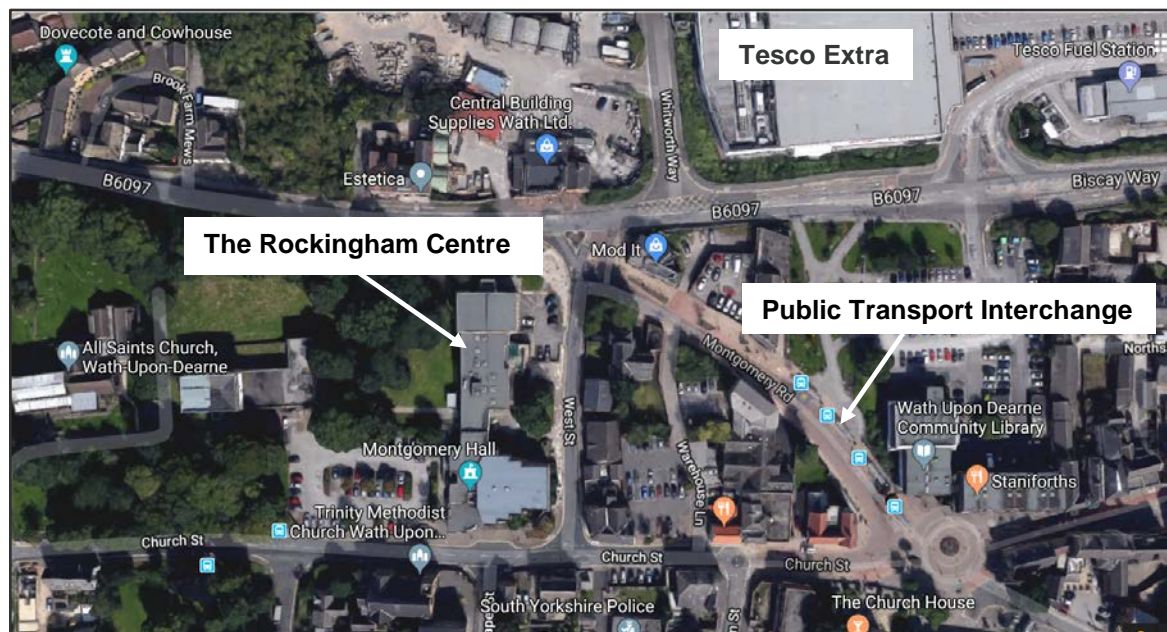 Dovecote and Cowhouse
Brook Farm Mews
Central Building
Supplies Wath Ltd.
Whitworth Way
Tesco Extra
Tesco Fuel Station
Estetica
B6097
B6097
B6097
Biscay Way
The Rockingham Centre
Mod It
Public Transport Interchange
All Saints Church,
Wath-Upon-Dearne
Norths
Montgomery Rd
Wath Upon Dearne
Community Library
West St
Montgomery Hall
Warehouse Ln
Staniforths
Trinity Methodist
Church Wath Upon...
Church St
Church St
Church St
South Yorkshire Police
The Church House